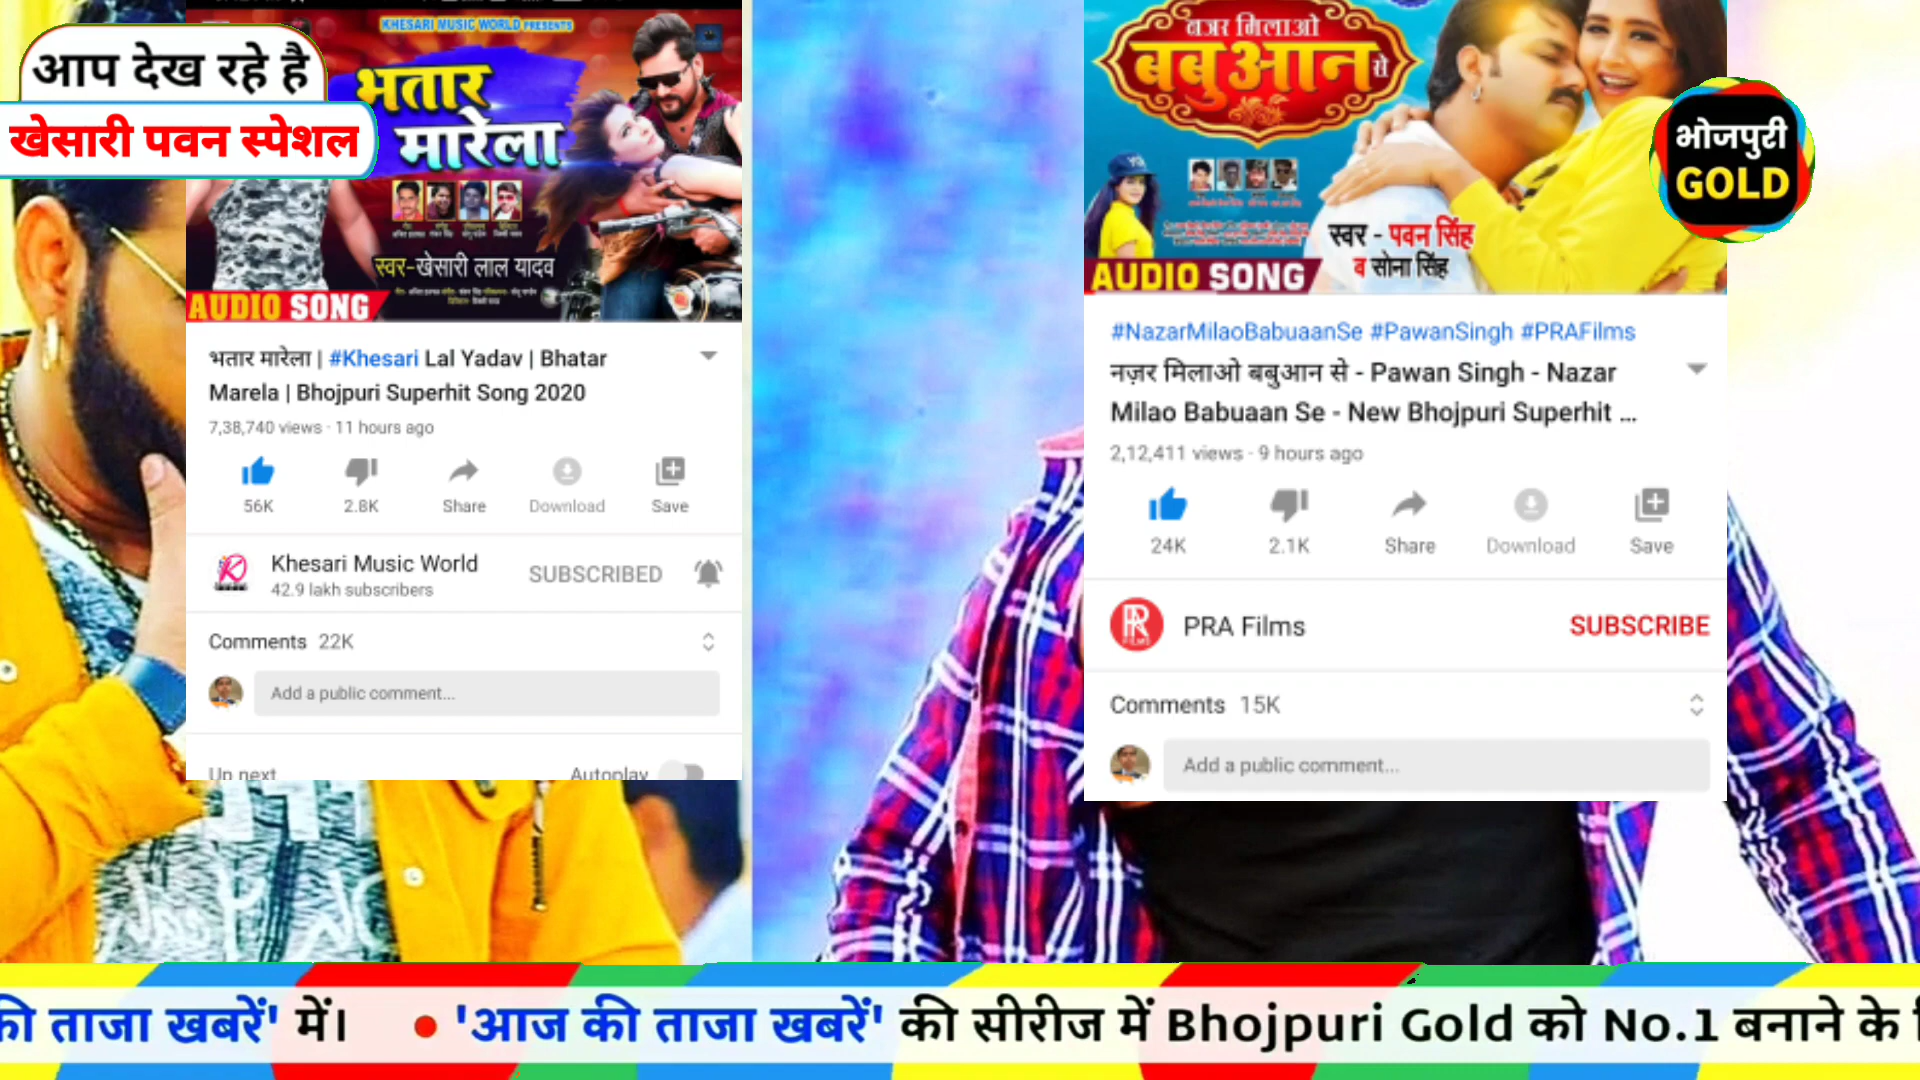 आप देख रहे है
खेसारी पवन स्पेशल
KHESARI MUSIC WORLD PRESENTS
भतार
मारेला
स्वर-खेसारी लाल यादव
AUDIO SONG
भतार मारेला | #Khesari Lal Yadav | Bhatar
Marela | Bhojpuri Superhit Song 2020
7,38,740 views · 11 hours ago
56K 2.8K Share Download Save
Khesari Music World
42.9 lakh subscribers
SUBSCRIBED
Comments 22K
Add a public comment...
Up next Autoplay
नजर मिलाओ
बबुआन से
स्वर - पवन सिंह
व सोना सिंह
AUDIO SONG
भोजपुरी
GOLD
#NazarMilaoBabuaanSe #PawanSingh #PRAFilms
नज़र मिलाओ बबुआन से - Pawan Singh - Nazar
Milao Babuaan Se - New Bhojpuri Superhit ...
2,12,411 views · 9 hours ago
24K 2.1K Share Download Save
PRA Films
SUBSCRIBE
Comments 15K
Add a public comment...
की ताजा खबरें' में। • 'आज की ताजा खबरें' की सीरीज में Bhojpuri Gold को No.1 बनाने के